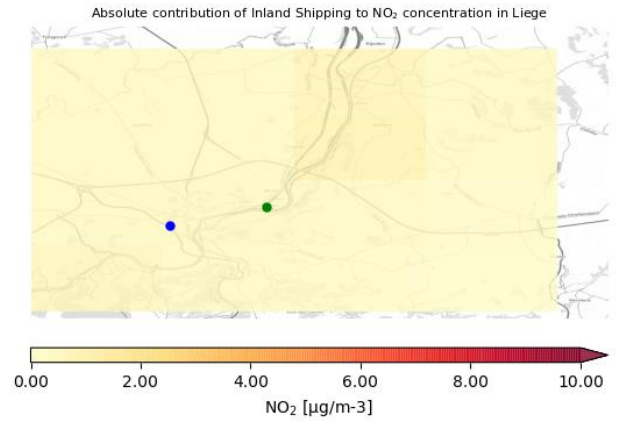 Absolute contribution of Inland Shipping to NO₂ concentration in Liege
0.00 2.00 4.00 6.00 8.00 10.00
NO₂ [µg/m-3]